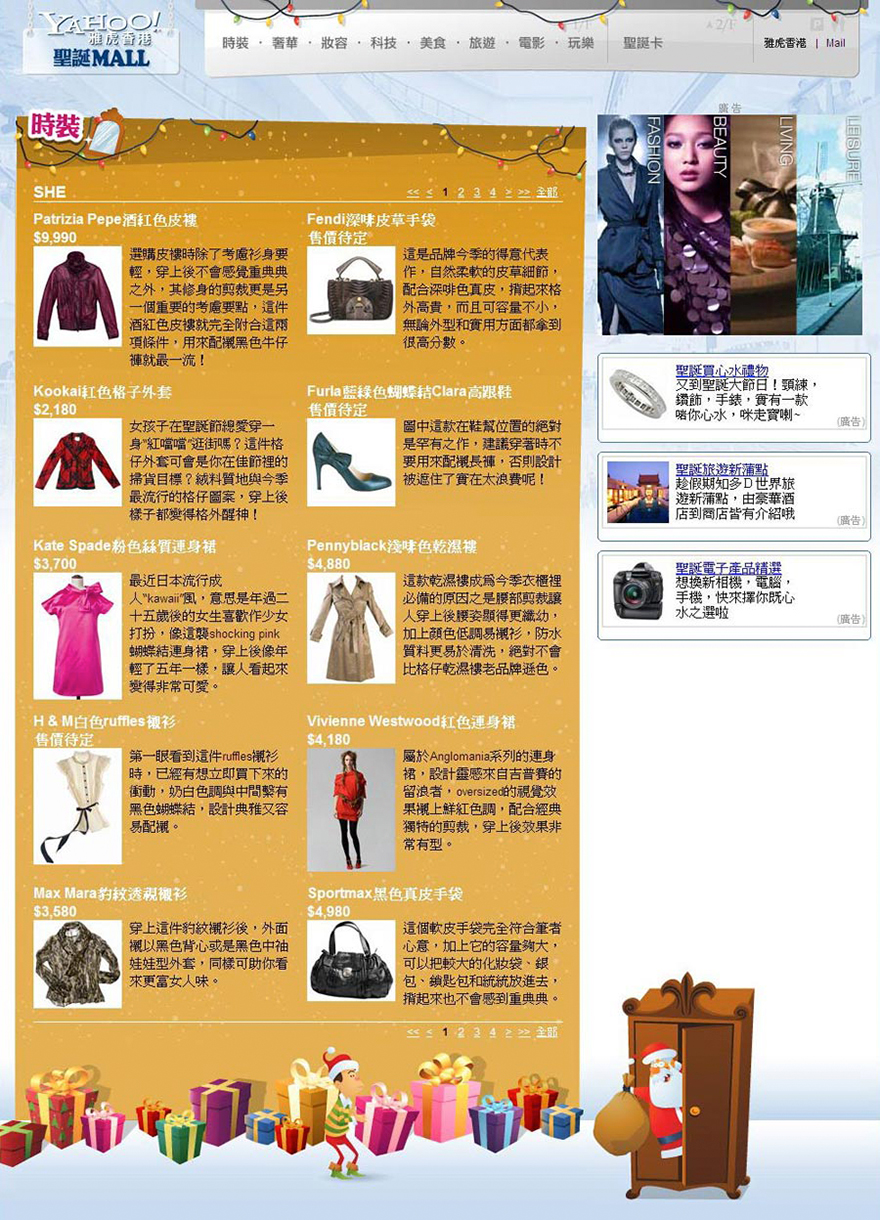 YAHOO!
雅虎香港
聖誕MALL
時裝 · 奢華 · 妝容 · 科技 · 美食 · 旅遊 · 電影 · 玩樂
聖誕卡
1/F
2/F
雅虎香港 | Mail
時裝
SHE
<< < 1 2 3 4 > >> 全部
Patrizia Pepe酒紅色皮褸
$9,990
選購皮褸時除了考慮衫身要
輕，穿上後不會感覺重典典
之外，其修身的剪裁更是另
一個重要的考慮要點，這件
酒紅色皮褸就完全附合這兩
項條件，用來配襯黑色牛仔
褲就最一流！
Fendi深啡皮草手袋
售價待定
這是品牌今季的得意代表
作，自然柔軟的皮草細節，
配合深啡色真皮，揹起來格
外高貴，而且可容量不小，
無論外型和實用方面都拿到
很高分數。
Kookai紅色格子外套
$2,180
女孩子在聖誕節總愛穿一
身“紅噹噹”逛街嗎？這件格
仔外套可會是你在佳節裡的
掃貨目標？絨料質地與今季
最流行的格仔圖案，穿上後
樣子都變得格外醒神！
Furla藍綠色蝴蝶結Clara高跟鞋
售價待定
圖中這款在鞋幫位置的絕對
是罕有之作，建議穿著時不
要用來配襯長褲，否則設計
被遮住了實在太浪費呢！
Kate Spade粉色絲質連身裙
$3,700
最近日本流行成
人“kawaii”風，意思是年過二
十五歲後的女生喜歡作少女
打扮，像這襲shocking pink
蝴蝶結連身裙，穿上後像年
輕了五年一樣，讓人看起來
變得非常可愛。
Pennyblack淺啡色乾濕褸
$4,880
這款乾濕褸成為今季衣櫃裡
必備的原因之是腰部剪裁讓
人穿上後腰姿顯得更纖幼，
加上顏色低調易襯衫，防水
質料更易於清洗，絕對不會
比格仔乾濕褸老品牌遜色。
H & M白色ruffles襯衫
售價待定
第一眼看到這件ruffles襯衫
時，已經有想立即買下來的
衝動，奶白色調與中間繫有
黑色蝴蝶結，設計典雅又容
易配襯。
Vivienne Westwood紅色連身裙
$4,180
屬於Anglomania系列的連身
裙，設計靈感來自吉普賽的
留浪者，oversized的視覺效
果襯上鮮紅色調，配合經典
獨特的剪裁，穿上後效果非
常有型。
Max Mara豹紋透視襯衫
$3,580
穿上這件豹紋襯衫後，外面
襯以黑色背心或是黑色中袖
娃娃型外套，同樣可助你看
來更富女人味。
Sportmax黑色真皮手袋
$4,980
這個軟皮手袋完全符合筆者
心意，加上它的容量夠大，
可以把較大的化妝袋、銀
包、鎖匙包和統統放進去，
揹起來也不會感到重典典。
<< < 1 2 3 4 > >> 全部
廣告
FASHION
BEAUTY
LIVING
LEISURE
聖誕買心水禮物
又到聖誕大節日！頸鍊，
鑽飾，手錶，實有一款
啱你心水，咪走寶喇~
(廣告)
聖誕旅遊新蒲點
趁假期知多D世界旅
遊新蒲點，由豪華酒
店到商店皆有介紹哦
(廣告)
聖誕電子產品精選
想換新相機，電腦，
手機，快來擇你既心
水之選啦
(廣告)